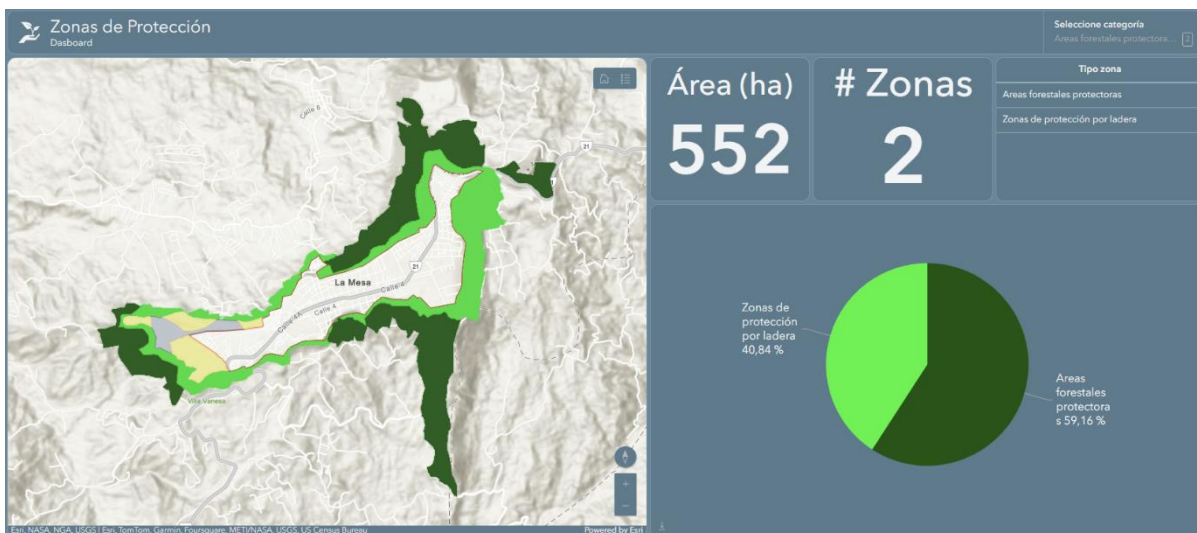 Zonas de Protección
Dasboard
Seleccione categoría
Areas forestales protectora... 2
Calle 8
21
21
La Mesa
Calle 4
Calle 4A
Calle 4
Villa Vanesa
Esri, NASA, NGA, USGS | Esri, TomTom, Garmin, Foursquare, METI/NASA, USGS, US Census Bureau
Powered by Esri
Área (ha)
552
# Zonas
2
Tipo zona
Areas forestales protectoras
Zonas de protección por ladera
Zonas de
protección
por ladera
40,84 %
Areas
forestales
protectora
s 59,16 %